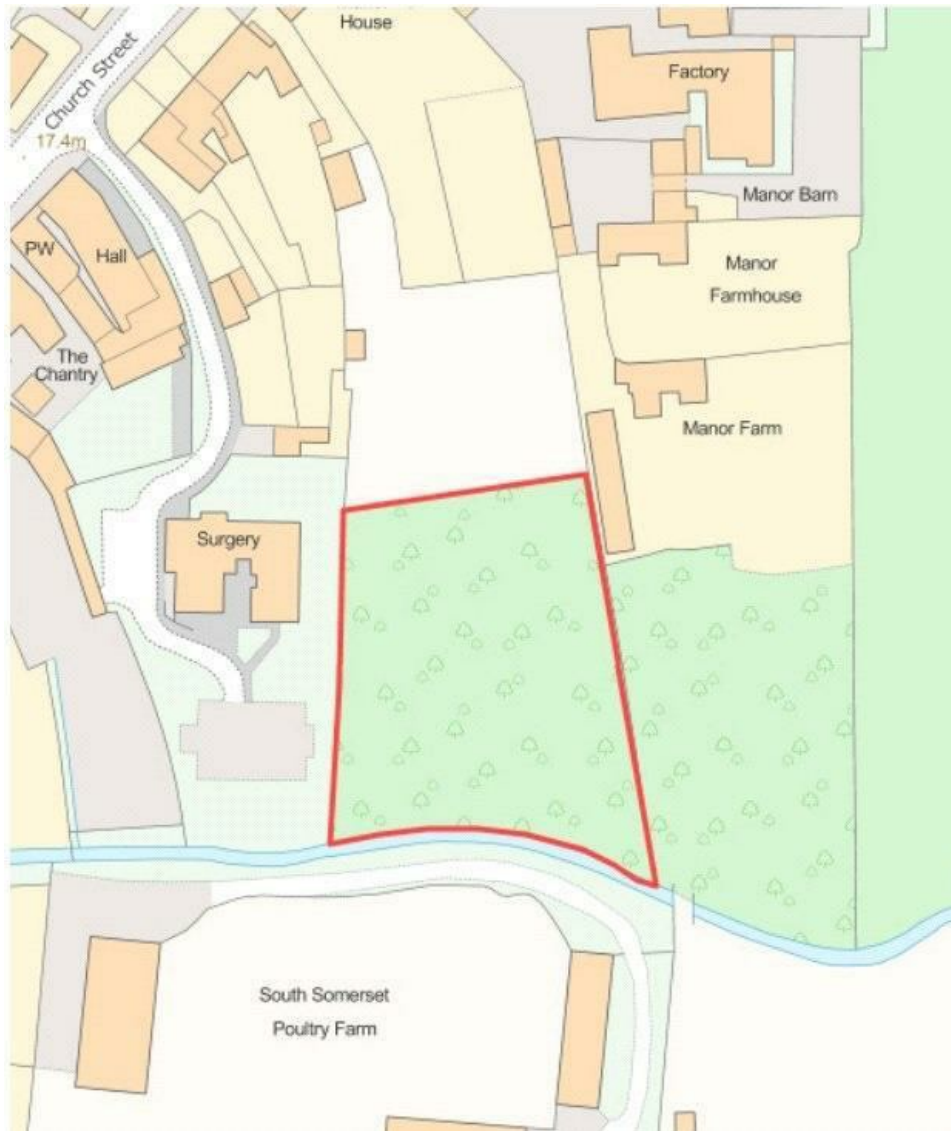 House
Factory
Church Street
17.4m
Manor Barn
PW
Hall
Manor
Farmhouse
The
Chantry
Manor Farm
Surgery
South Somerset
Poultry Farm